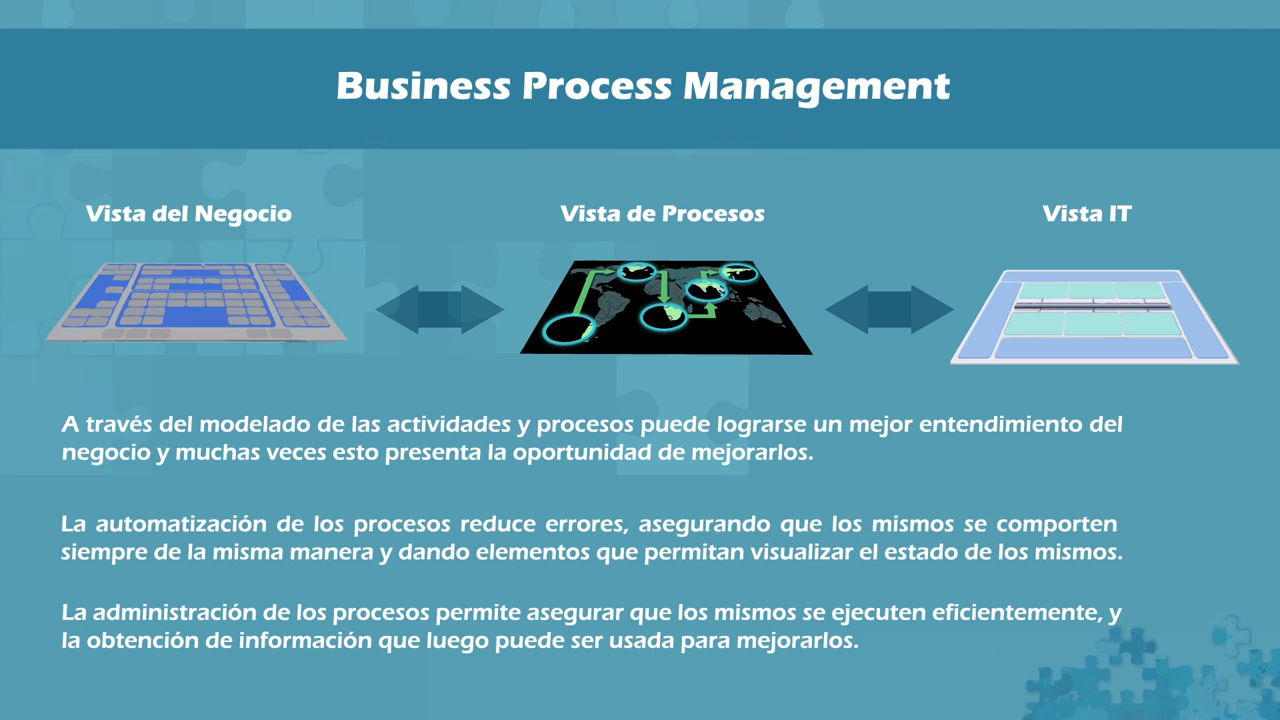 Business Process Management
Vista del Negocio
Vista de Procesos
Vista IT
A través del modelado de las actividades y procesos puede lograrse un mejor entendimiento del
negocio y muchas veces esto presenta la oportunidad de mejorarlos.
La automatización de los procesos reduce errores, asegurando que los mismos se comporten
siempre de la misma manera y dando elementos que permitan visualizar el estado de los mismos.
La administración de los procesos permite asegurar que los mismos se ejecuten eficientemente, y
la obtención de información que luego puede ser usada para mejorarlos.